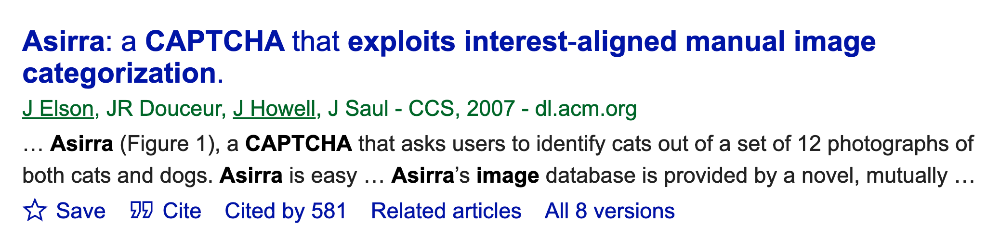 Asirra: a CAPTCHA that exploits interest-aligned manual image
categorization.
J Elson, JR Douceur, J Howell, J Saul - CCS, 2007 - dl.acm.org
… Asirra (Figure 1), a CAPTCHA that asks users to identify cats out of a set of 12 photographs of
both cats and dogs. Asirra is easy … Asirra’s image database is provided by a novel, mutually …
Save Cite Cited by 581 Related articles All 8 versions